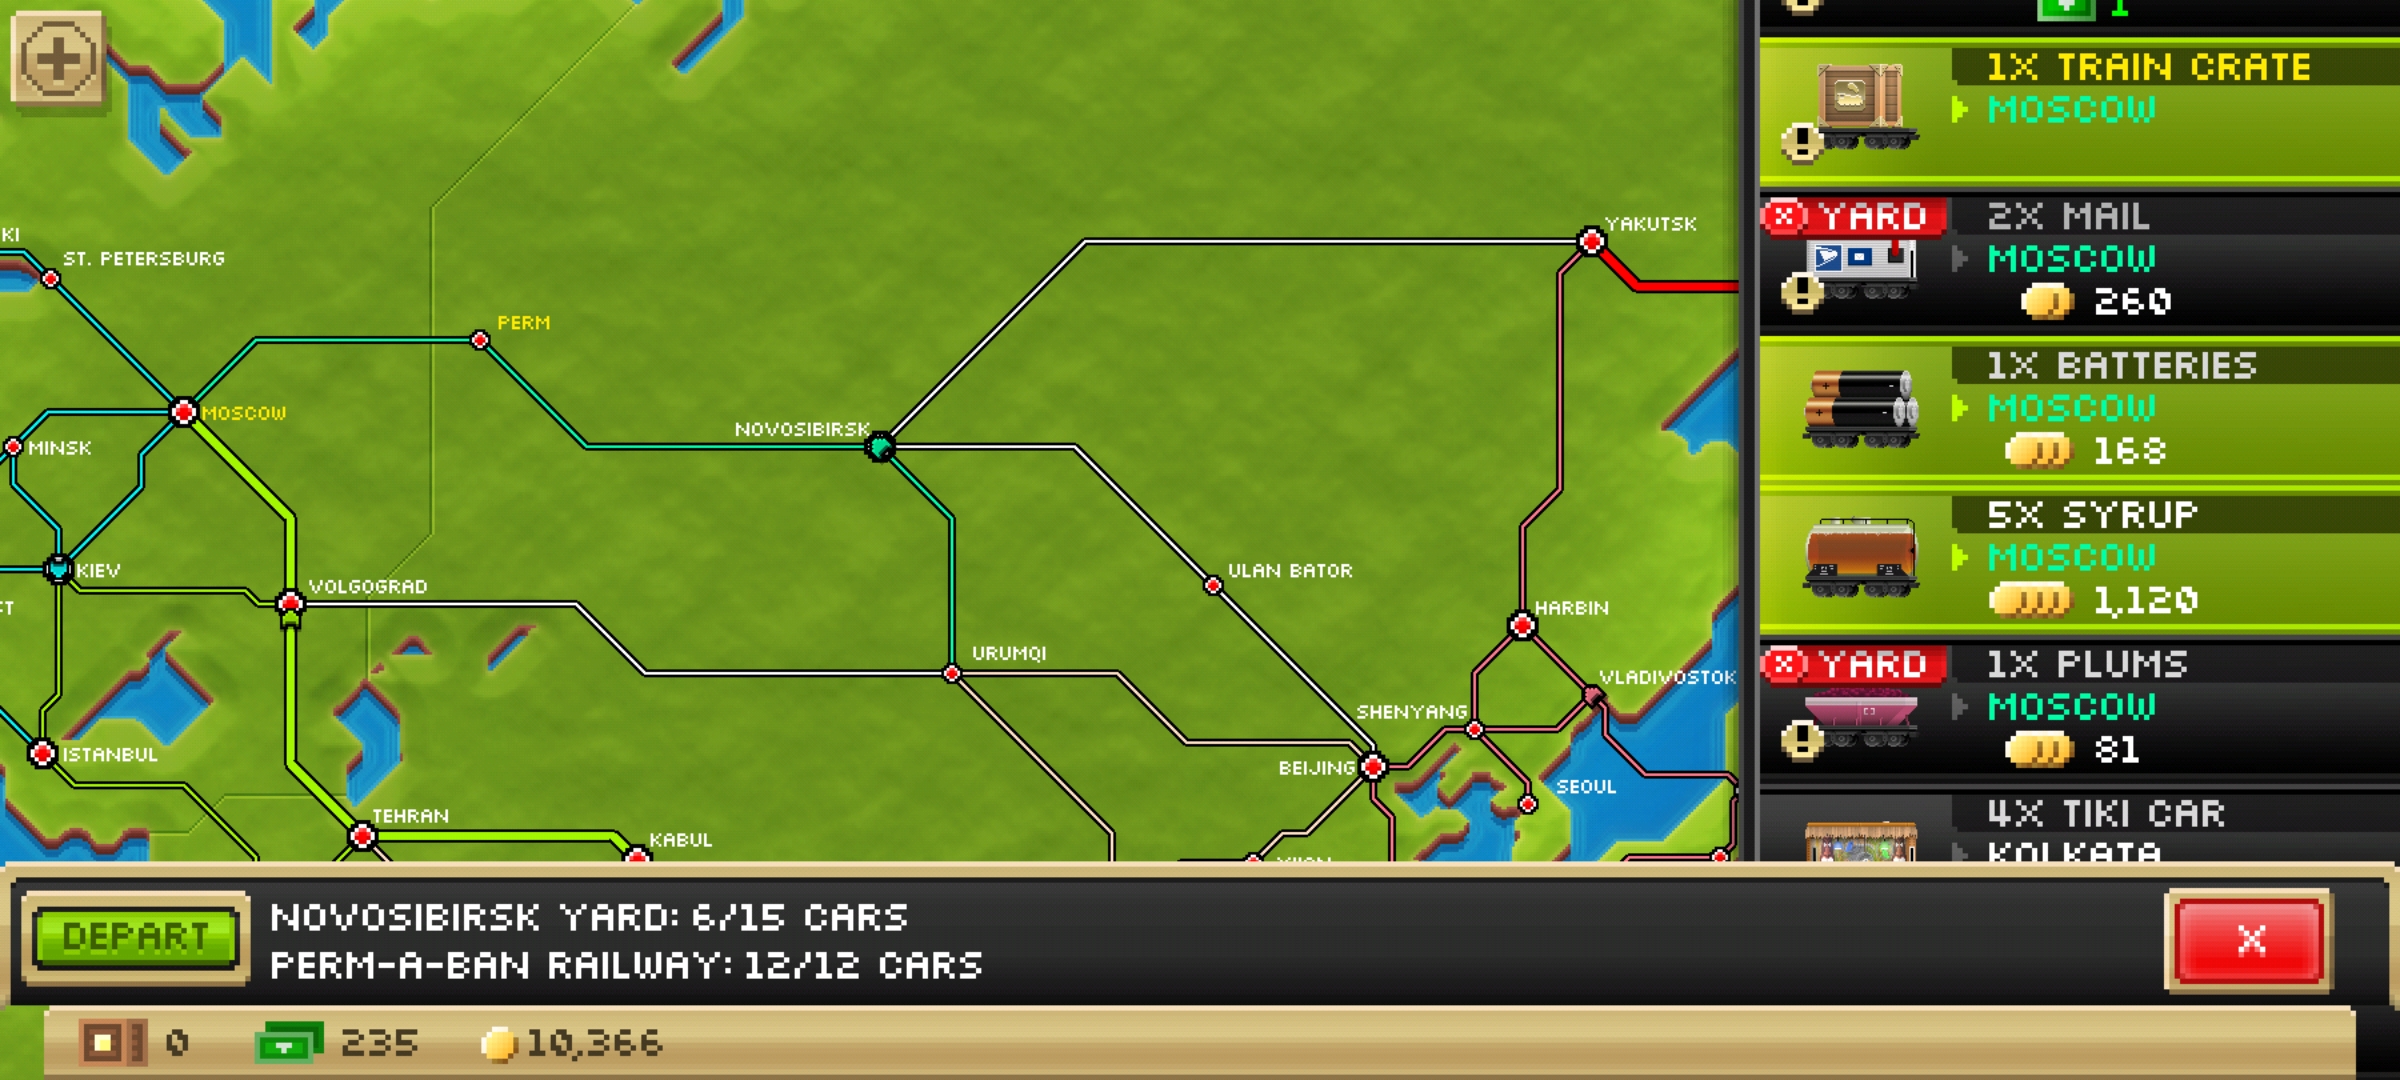 1
1X TRAIN CRATE
MOSCOW
YARD
2X MAIL
MOSCOW
260
1X BATTERIES
MOSCOW
168
5X SYRUP
MOSCOW
1,120
YARD
1X PLUMS
MOSCOW
81
4X TIKI CAR
KOLKATA
YAKUTSK
KI
ST. PETERSBURG
PERM
MOSCOW
NOVOSIBIRSK
MINSK
KIEV
ULAN BATOR
VOLGOGRAD
HARBIN
URUMQI
VLADIVOSTOK
SHENYANG
ISTANBUL
BEIJING
SEOUL
TEHRAN
KABUL
DEPART
NOVOSIBIRSK YARD: 6/15 CARS
PERM-A-BAN RAILWAY: 12/12 CARS
X
0
235
10,366